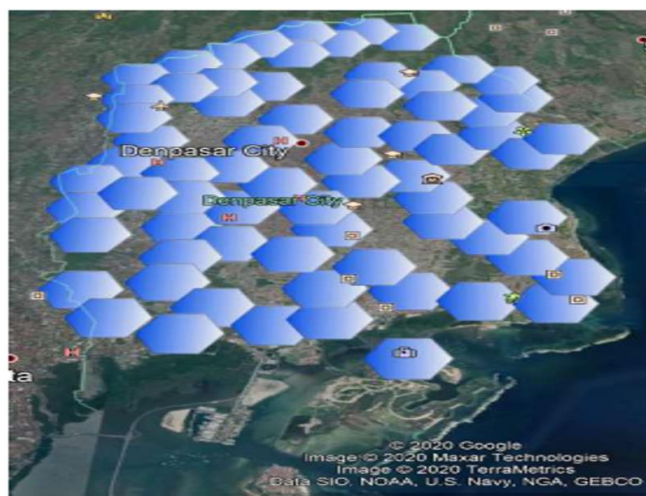 Denpasar City
Denpasar City
ta
© 2020 Google
Image © 2020 Maxar Technologies
Image © 2020 TerraMetrics
Data SIO, NOAA, U.S. Navy, NGA, GEBCO